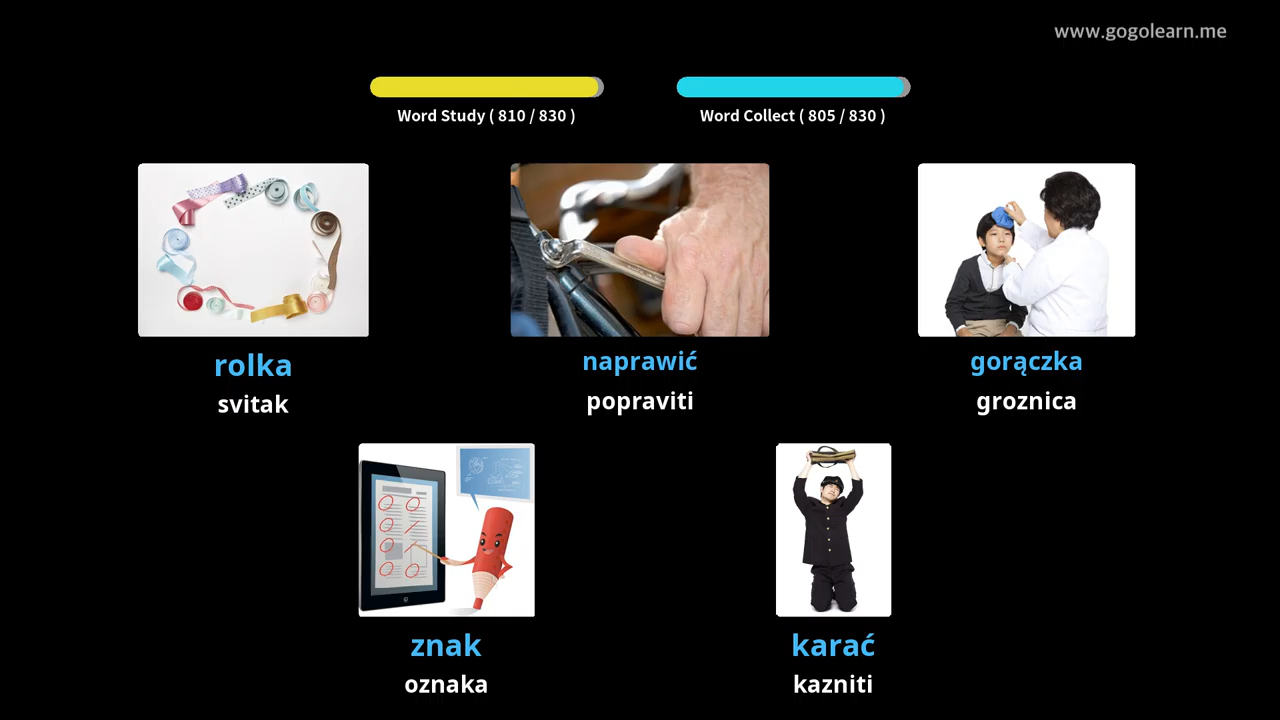 www.gogolearn.me
Word Study ( 810 / 830 )
Word Collect ( 805 / 830 )
rolka
svitak
naprawić
popraviti
gorączka
groznica
znak
oznaka
karać
kazniti